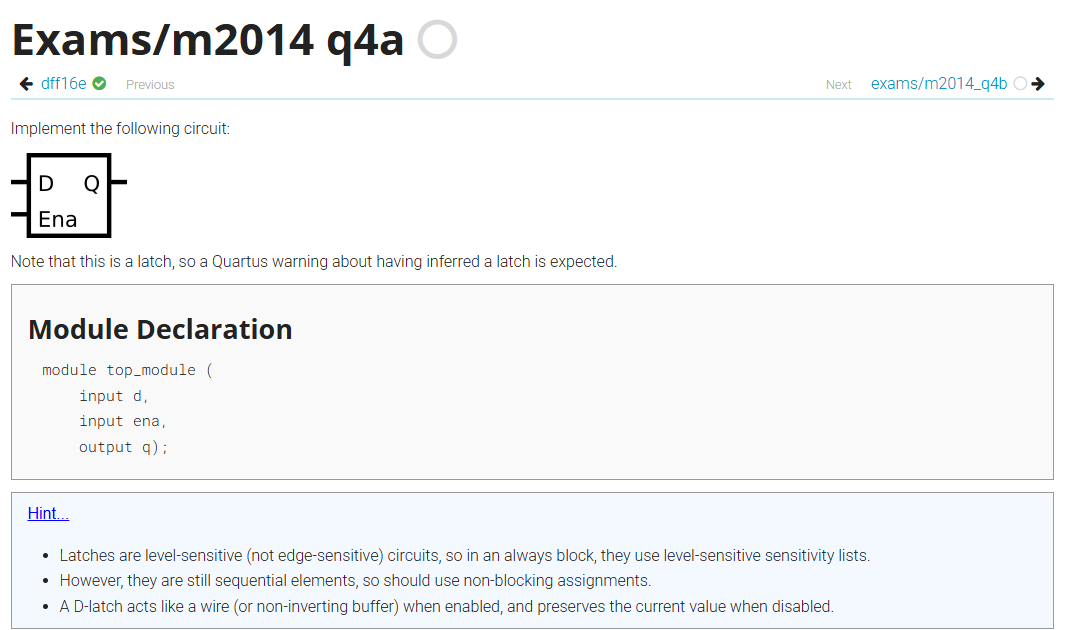 Exams/m2014 q4a
dff16e Previous
Next exams/m2014_q4b
Implement the following circuit:
D Q
Ena
Note that this is a latch, so a Quartus warning about having inferred a latch is expected.
Module Declaration
module top_module (
    input d,
    input ena,
    output q);
Hint...
• Latches are level-sensitive (not edge-sensitive) circuits, so in an always block, they use level-sensitive sensitivity lists.
• However, they are still sequential elements, so should use non-blocking assignments.
• A D-latch acts like a wire (or non-inverting buffer) when enabled, and preserves the current value when disabled.